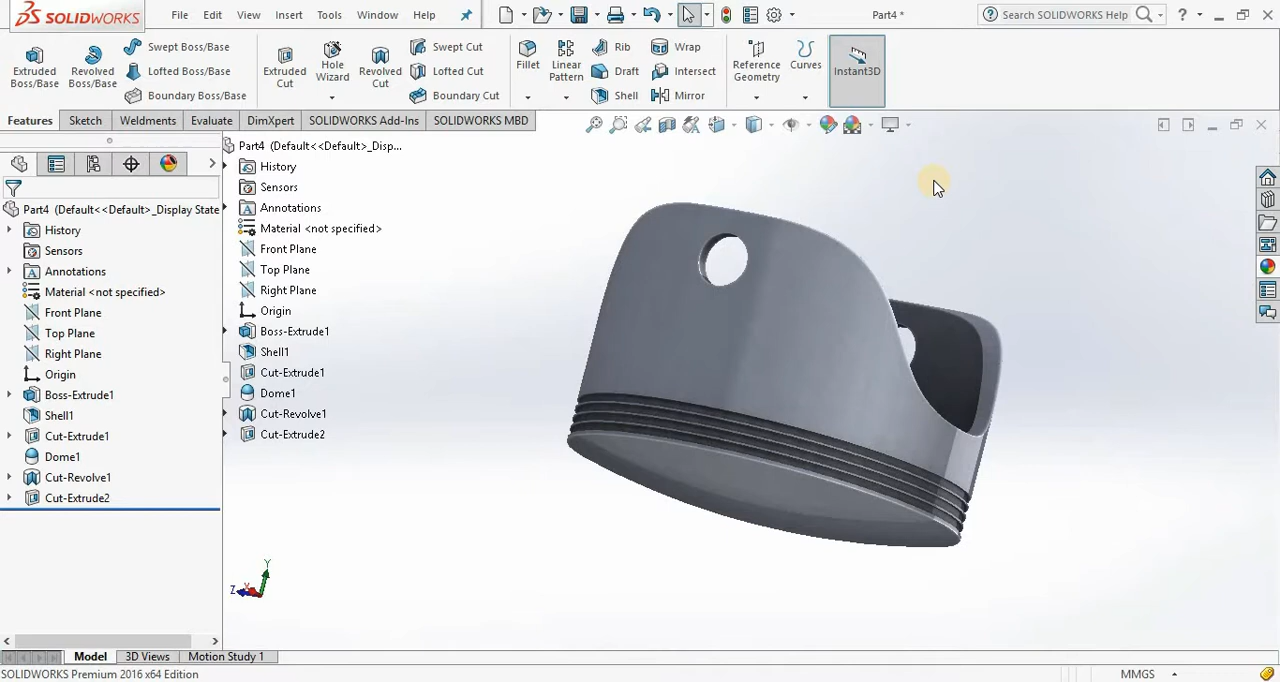 SOLIDWORKS
File Edit View Insert Tools Window Help
Part4 *
Search SOLIDWORKS Help
?
Extruded Boss/Base
Revolved Boss/Base
Swept Boss/Base
Lofted Boss/Base
Boundary Boss/Base
Extruded Cut
Hole Wizard
Revolved Cut
Swept Cut
Lofted Cut
Boundary Cut
Fillet
Linear Pattern
Rib
Draft
Shell
Wrap
Intersect
Mirror
Reference Geometry
Curves
Instant3D
Features Sketch Weldments Evaluate DimXpert SOLIDWORKS Add-Ins SOLIDWORKS MBD
Part4 (Default<<Default>_Display State
History
Sensors
Annotations
Material <not specified>
Front Plane
Top Plane
Right Plane
Origin
Boss-Extrude1
Shell1
Cut-Extrude1
Dome1
Cut-Revolve1
Cut-Extrude2
Part4 (Default<<Default>_Disp...
History
Sensors
Annotations
Material <not specified>
Front Plane
Top Plane
Right Plane
Origin
Boss-Extrude1
Shell1
Cut-Extrude1
Dome1
Cut-Revolve1
Cut-Extrude2
Y
Z
X
Model 3D Views Motion Study 1
SOLIDWORKS Premium 2016 x64 Edition
MMGS